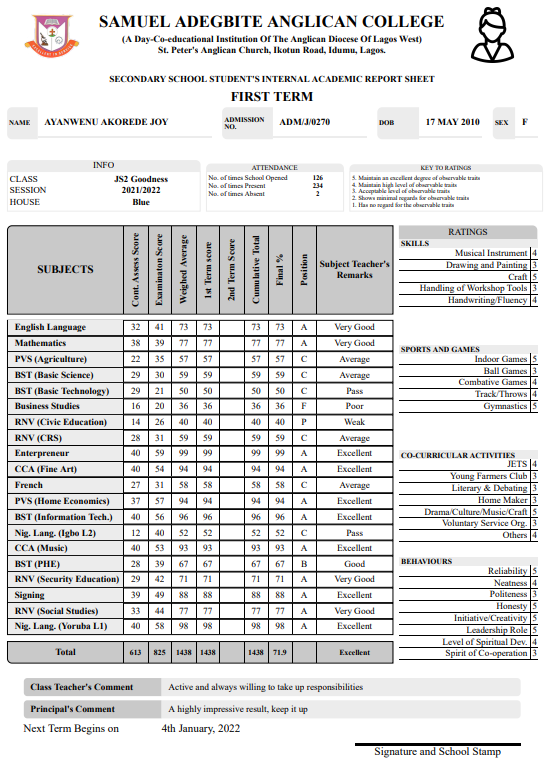 SAMUEL ADEGBITE ANGLICAN COLLEGE
(A Day-Co-educational Institution Of The Anglican Diocese Of Lagos West)
St. Peter's Anglican Church, Ikotun Road, Idumu, Lagos.
SECONDARY SCHOOL STUDENT'S INTERNAL ACADEMIC REPORT SHEET
FIRST TERM
NAME AYANWENU AKOREDE JOY ADMISSION NO. ADM/J/0270 DOB 17 MAY 2010 SEX F
INFO
CLASS JS2 Goodness
SESSION 2021/2022
HOUSE Blue
ATTENDANCE
No. of times School Opened 126
No. of times Present 234
No. of times Absent 2
KEY TO RATINGS
5. Maintain an excellent degree of observable traits
4. Maintain high level of observable traits
3. Acceptable level of observable traits
2. Shows minimal regards for observable traits
1. Has no regard for the observable traits
SUBJECTS Cont. Assess Score Examinaton Score Weighed Average 1st Term score 2nd Term Score Cumulative Total Final % Position Subject Teacher's Remarks
English Language 32 41 73 73 73 73 A Very Good
Mathematics 38 39 77 77 77 77 A Very Good
PVS (Agriculture) 22 35 57 57 57 57 C Average
BST (Basic Science) 29 30 59 59 59 59 C Average
BST (Basic Technology) 29 21 50 50 50 50 C Pass
Business Studies 16 20 36 36 36 36 F Poor
RNV (Civic Education) 14 26 40 40 40 40 P Weak
RNV (CRS) 28 31 59 59 59 59 C Average
Enterpreneur 40 59 99 99 99 99 A Excellent
CCA (Fine Art) 40 54 94 94 94 94 A Excellent
French 27 31 58 58 58 58 C Average
PVS (Home Economics) 37 57 94 94 94 94 A Excellent
BST (Information Tech.) 40 56 96 96 96 96 A Excellent
Nig. Lang. (Igbo L2) 12 40 52 52 52 52 C Pass
CCA (Music) 40 53 93 93 93 93 A Excellent
BST (PHE) 28 39 67 67 67 67 B Good
RNV (Security Education) 29 42 71 71 71 71 A Very Good
Signing 39 49 88 88 88 88 A Excellent
RNV (Social Studies) 33 44 77 77 77 77 A Very Good
Nig. Lang. (Yoruba L1) 40 58 98 98 98 98 A Excellent
Total 613 825 1438 1438 1438 71.9 Excellent
RATINGS
SKILLS
Musical Instrument 4
Drawing and Painting 3
Craft 5
Handling of Workshop Tools 3
Handwriting/Fluency 4
SPORTS AND GAMES
Indoor Games 5
Ball Games 3
Combative Games 4
Track/Throws 4
Gymnastics 5
CO-CURRICULAR ACTIVITIES
JETS 4
Young Farmers Club 3
Literary & Debating 3
Home Maker 3
Drama/Culture/Music/Craft 5
Voluntary Service Org. 3
Others 4
BEHAVIOURS
Reliability 5
Neatness 4
Politeness 3
Honesty 5
Initiative/Creativity 5
Leadership Role 5
Level of Spiritual Dev. 4
Spirit of Co-operation 3
Class Teacher's Comment Active and always willing to take up responsibilities
Principal's Comment A highly impressive result, keep it up
Next Term Begins on 4th January, 2022
Signature and School Stamp